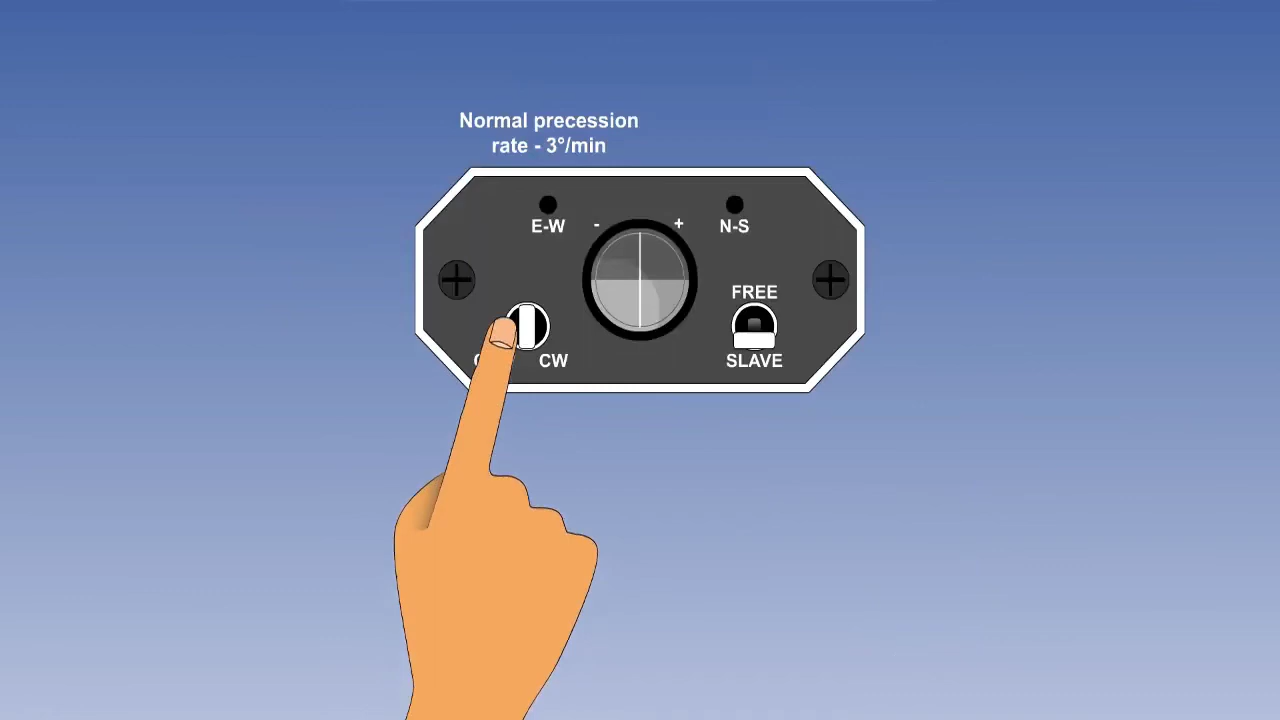 Normal precession
rate - 3°/min
E-W - + N-S
FREE
CW SLAVE